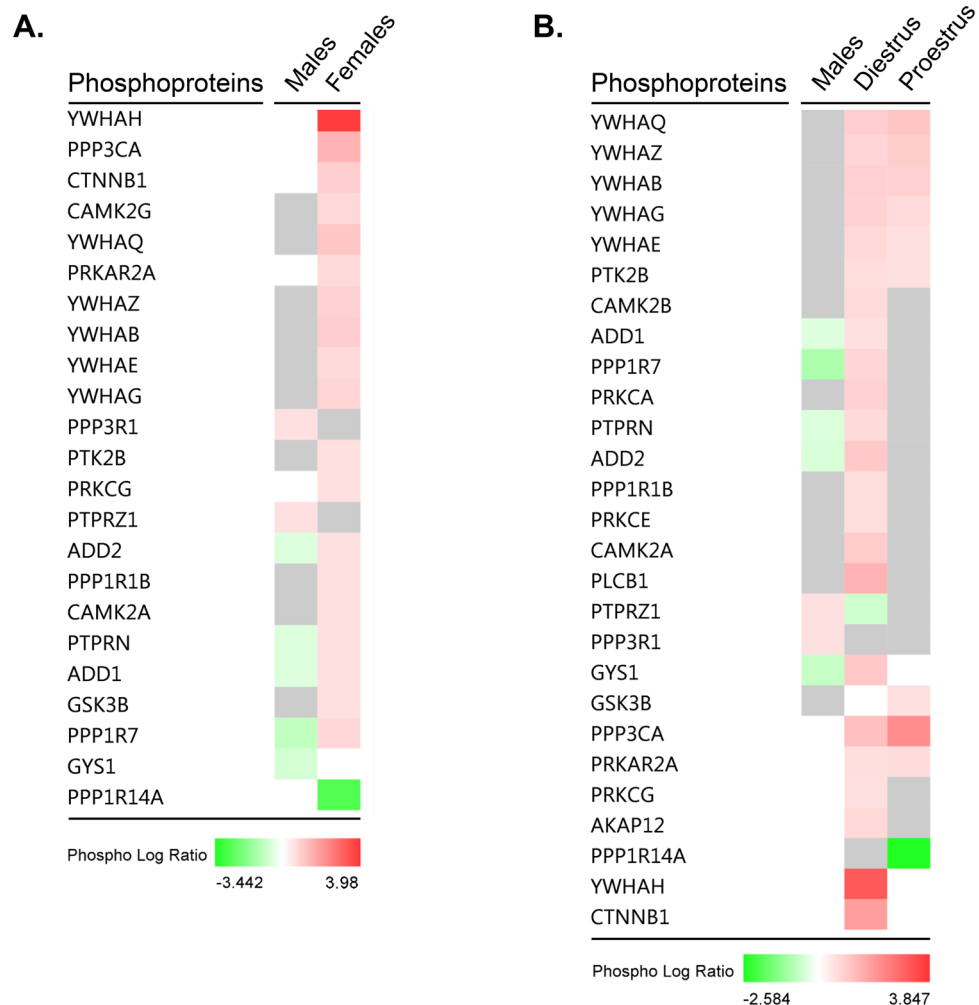 A.
Males
Females
Phosphoproteins
YWHAH
PPP3CA
CTNNB1
CAMK2G
YWHAQ
PRKAR2A
YWHAZ
YWHAB
YWHAE
YWHAG
PPP3R1
PTK2B
PRKCG
PTPRZ1
ADD2
PPP1R1B
CAMK2A
PTPRN
ADD1
GSK3B
PPP1R7
GYS1
PPP1R14A
Phospho Log Ratio
-3.442 3.98
B.
Males
Diestrus
Proestrus
Phosphoproteins
YWHAQ
YWHAZ
YWHAB
YWHAG
YWHAE
PTK2B
CAMK2B
ADD1
PPP1R7
PRKCA
PTPRN
ADD2
PPP1R1B
PRKCE
CAMK2A
PLCB1
PTPRZ1
PPP3R1
GYS1
GSK3B
PPP3CA
PRKAR2A
PRKCG
AKAP12
PPP1R14A
YWHAH
CTNNB1
Phospho Log Ratio
-2.584 3.847